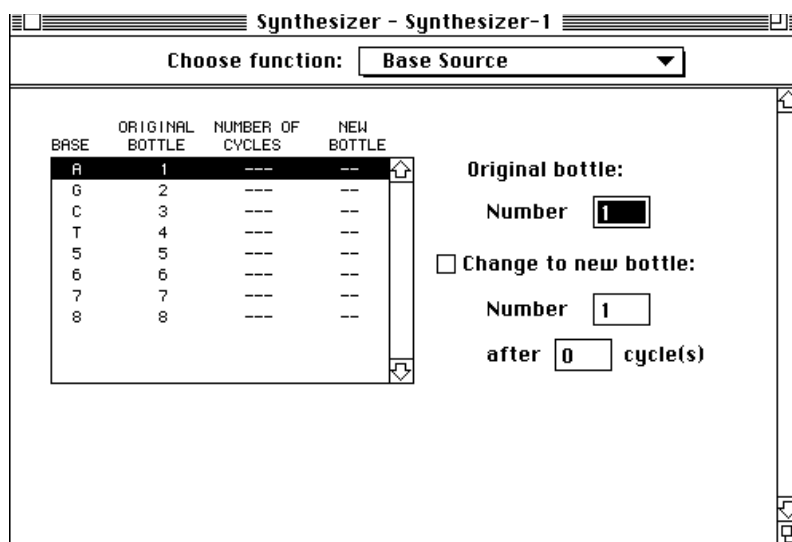 Synthesizer - Synthesizer-1
Choose function: Base Source
BASE ORIGINAL BOTTLE NUMBER OF CYCLES NEW BOTTLE
A 1 --- --
G 2 --- --
C 3 --- --
T 4 --- --
5 5 --- --
6 6 --- --
7 7 --- --
8 8 --- --
Original bottle:
Number 1
Change to new bottle:
Number 1
after 0 cycle(s)